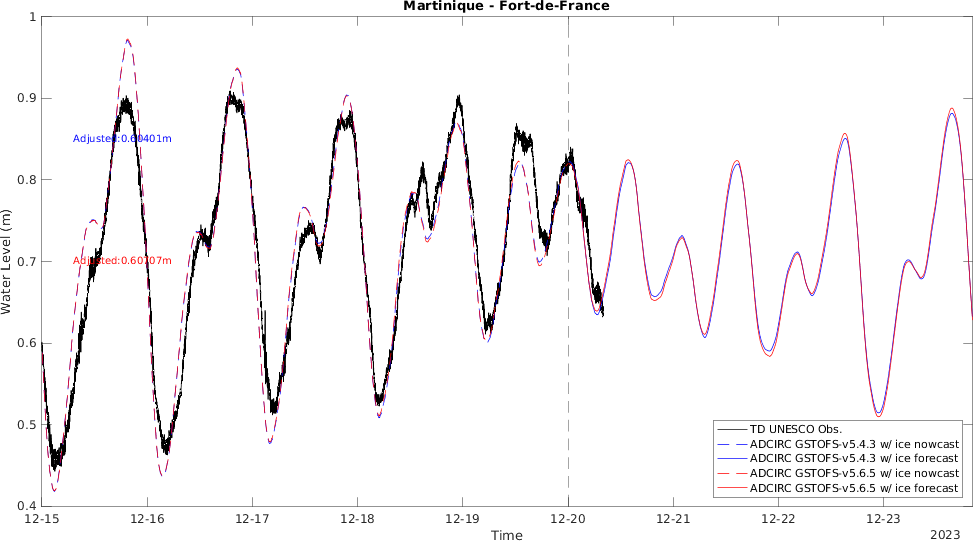 Martinique - Fort-de-France
1
0.9
0.8
0.7
0.6
0.5
0.4
Water Level (m)
Adjusted:0.60401m
Adjusted:0.60707m
TD UNESCO Obs.
ADCIRC GSTOFS-v5.4.3 w/ ice nowcast
ADCIRC GSTOFS-v5.4.3 w/ ice forecast
ADCIRC GSTOFS-v5.6.5 w/ ice nowcast
ADCIRC GSTOFS-v5.6.5 w/ ice forecast
12-15 12-16 12-17 12-18 12-19 12-20 12-21 12-22 12-23
Time
2023